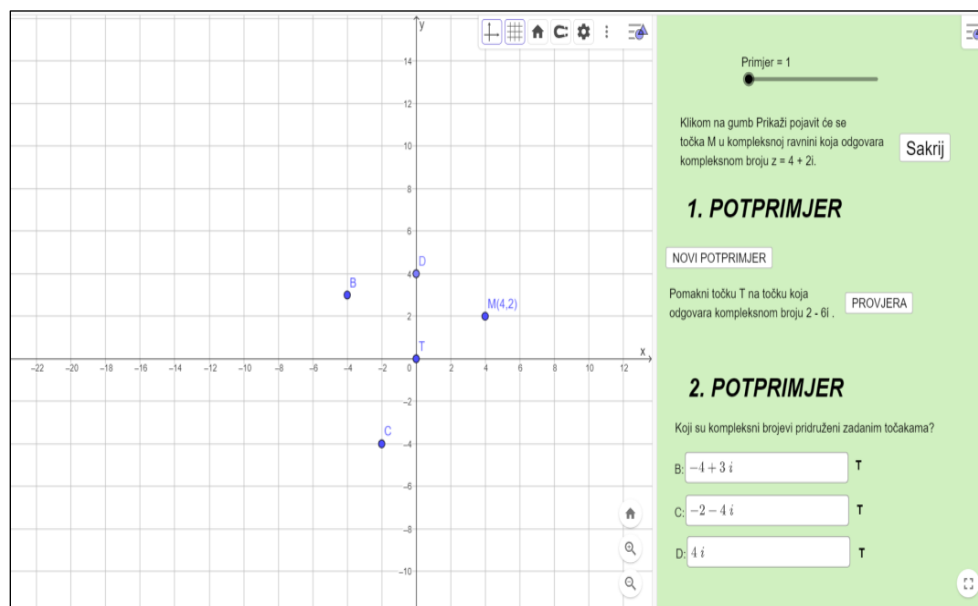 y
14
12
10
8
6
4
2
D
B
M(4,2)
T
x
-22 -20 -18 -16 -14 -12 -10 -8 -6 -4 -2 0 2 4 6 8 10 12
-2
C
-4
-6
-8
-10
Primjer = 1
Klikom na gumb Prikaži pojavit će se
točka M u kompleksnoj ravnini koja odgovara
kompleksnom broju z = 4 + 2i.
Sakrij
1. POTPRIMJER
NOVI POTPRIMJER
Pomakni točku T na točku koja
odgovara kompleksnom broju 2 - 6i .
PROVJERA
2. POTPRIMJER
Koji su kompleksni brojevi pridruženi zadanim točakama?
B: −4 + 3 i T
C: −2 − 4 i T
D: 4 i T